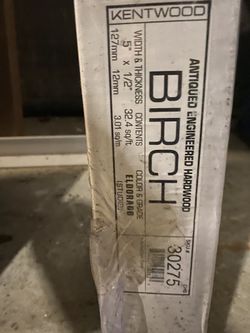 KENTWOOD
ANTIQUED ENGINEERED HARDWOOD
BIRCH
WIDTH & THICKNESS
5" x 1/2"
127mm 12mm
CONTENTS
32.4 sq/ft
3.01 sq/m
COLOR & GRADE
ELDORADO
30275